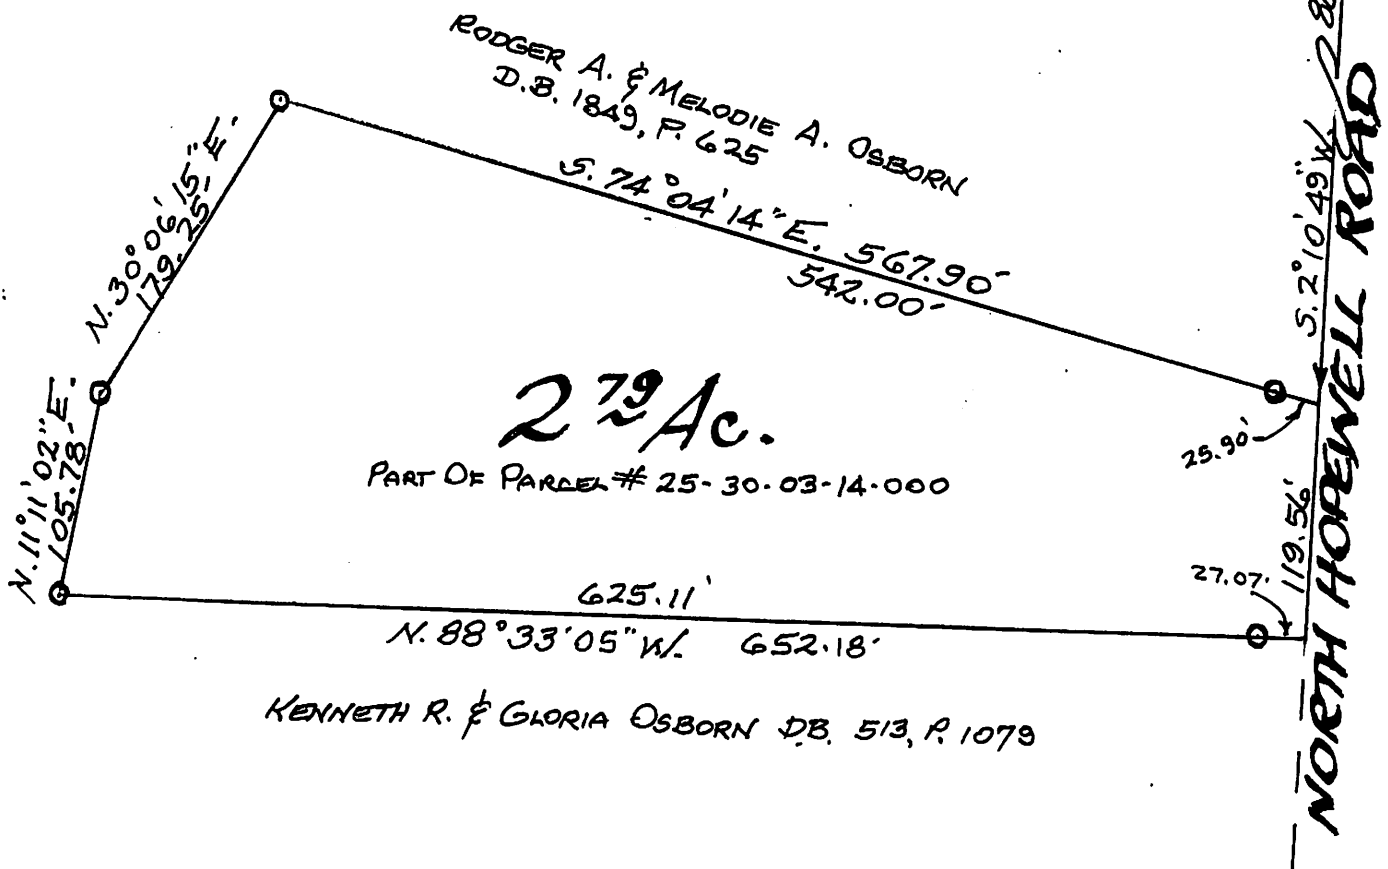 RODGER A. & MELODIE A. OSBORN
D.B. 1849, P. 625
S. 74°04'14"E. 567.90'
542.00'
N. 30°06'15"E.
179.25'
S. 2°10'49"W.
NORTH HOPEWELL ROAD
2 79 Ac.
PART OF PARCEL # 25-30-03-14-000
25.90'
N. 11°11'02"E.
105.78'
119.56'
27.07'
625.11'
N. 88°33'05"W. 652.18'
KENNETH R. & GLORIA OSBORN D.B. 513, P. 1079